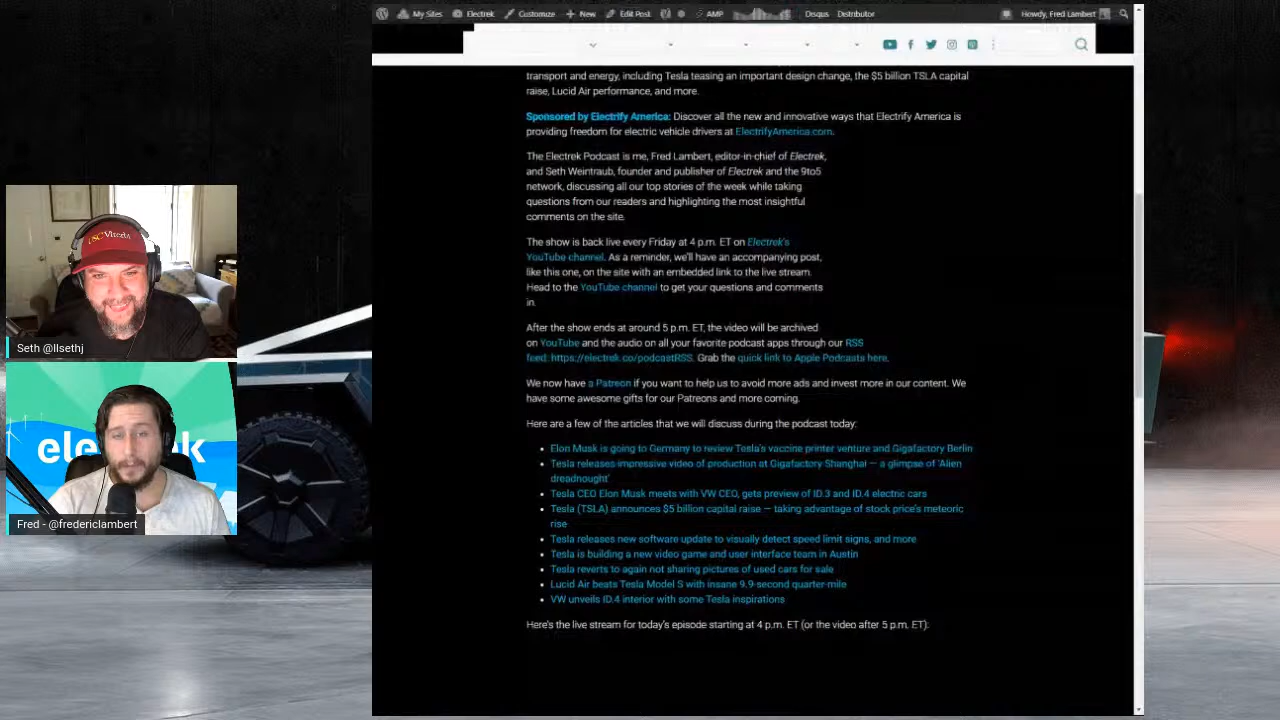 My Sites
Electrek
Customize
New
Edit Post
AMP
Disqus
Distributor
Howdy, Fred Lambert
transport and energy, including Tesla teasing an important design change, the $5 billion TSLA capital
raise, Lucid Air performance, and more.
Sponsored by Electrify America: Discover all the new and innovative ways that Electrify America is
providing freedom for electric vehicle drivers at ElectrifyAmerica.com.
The Electrek Podcast is me, Fred Lambert, editor-in-chief of Electrek,
and Seth Weintraub, founder and publisher of Electrek and the 9to5
network, discussing all our top stories of the week while taking
questions from our readers and highlighting the most insightful
comments on the site.
The show is back live every Friday at 4 p.m. ET on Electrek's
YouTube channel. As a reminder, we'll have an accompanying post,
like this one, on the site with an embedded link to the live stream.
Head to the YouTube channel to get your questions and comments
in.
After the show ends at around 5 p.m. ET, the video will be archived
on YouTube and the audio on all your favorite podcast apps through our RSS
feed: https://electrek.co/podcastRSS. Grab the quick link to Apple Podcasts here.
We now have a Patreon if you want to help us to avoid more ads and invest more in our content. We
have some awesome gifts for our Patreons and more coming.
Here are a few of the articles that we will discuss during the podcast today:
Elon Musk is going to Germany to review Tesla's vaccine printer venture and Gigafactory Berlin
Tesla releases impressive video of production at Gigafactory Shanghai — a glimpse of 'Alien
dreadnought'
Tesla CEO Elon Musk meets with VW CEO, gets preview of ID.3 and ID.4 electric cars
Tesla (TSLA) announces $5 billion capital raise — taking advantage of stock price's meteoric
rise
Tesla releases new software update to visually detect speed limit signs, and more
Tesla is building a new video game and user interface team in Austin
Tesla reverts to again not sharing pictures of used cars for sale
Lucid Air beats Tesla Model S with insane 9.9-second quarter-mile
VW unveils ID.4 interior with some Tesla inspirations
Here's the live stream for today's episode starting at 4 p.m. ET (or the video after 5 p.m. ET):
Seth @llsethj
Fred - @fredericlambert